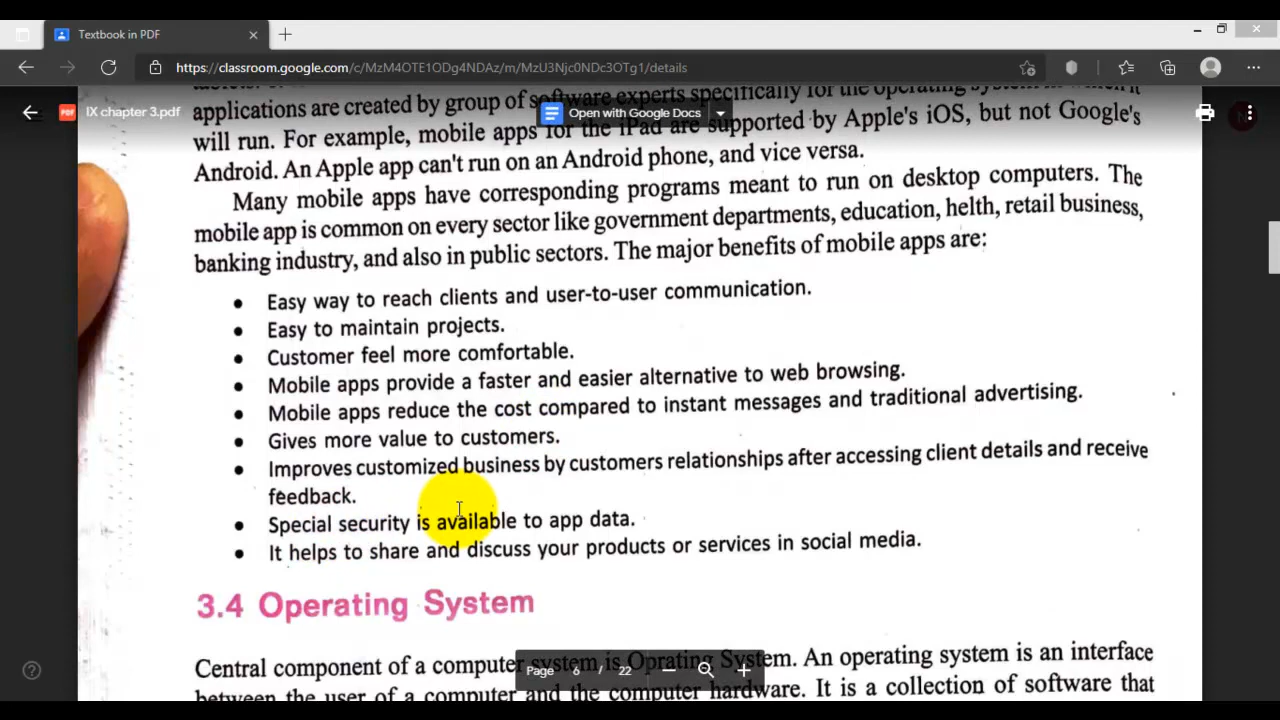 Textbook in PDF
https://classroom.google.com/c/MzM4OTE1ODg4NDAz/m/MzU3Njc0NDc3OTg1/details
IX chapter 3.pdf
Open with Google Docs
applications are created by group of software experts specifically for the operating system in which it
will run. For example, mobile apps for the iPad are supported by Apple's iOS, but not Google's
Android. An Apple app can't run on an Android phone, and vice versa.
Many mobile apps have corresponding programs meant to run on desktop computers. The
mobile app is common on every sector like government departments, education, helth, retail business,
banking industry, and also in public sectors. The major benefits of mobile apps are:
• Easy way to reach clients and user-to-user communication.
• Easy to maintain projects.
• Customer feel more comfortable.
• Mobile apps provide a faster and easier alternative to web browsing.
• Mobile apps reduce the cost compared to instant messages and traditional advertising.
• Gives more value to customers.
• Improves customized business by customers relationships after accessing client details and receive
feedback.
• Special security is available to app data.
• It helps to share and discuss your products or services in social media.
3.4 Operating System
Central component of a computer system is Oprating System. An operating system is an interface
between the user of a computer and the computer hardware. It is a collection of software that
Page 6 / 22